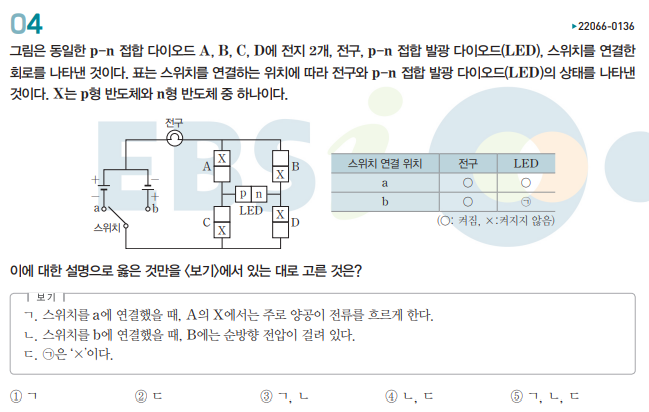 04
▶22066-0136
그림은 동일한 p-n 접합 다이오드 A, B, C, D에 전지 2개, 전구, p-n 접합 발광 다이오드(LED), 스위치를 연결한
회로를 나타낸 것이다. 표는 스위치를 연결하는 위치에 따라 전구와 p-n 접합 발광 다이오드(LED)의 상태를 나타낸
것이다. X는 p형 반도체와 n형 반도체 중 하나이다.
EBSi
전구
A X
X B
+ - - +
p n
LED
a b
C X
X D
스위치
스위치 연결 위치 전구 LED
a ○ ○
b ○ ㉠
(○: 켜짐, ×:켜지지 않음)
이에 대한 설명으로 옳은 것만을 <보기>에서 있는 대로 고른 것은?
보기
ㄱ. 스위치를 a에 연결했을 때, A의 X에서는 주로 양공이 전류를 흐르게 한다.
ㄴ. 스위치를 b에 연결했을 때, B에는 순방향 전압이 걸려 있다.
ㄷ. ㉠은 '×'이다.
① ㄱ ② ㄷ ③ ㄱ, ㄴ ④ ㄴ, ㄷ ⑤ ㄱ, ㄴ, ㄷ